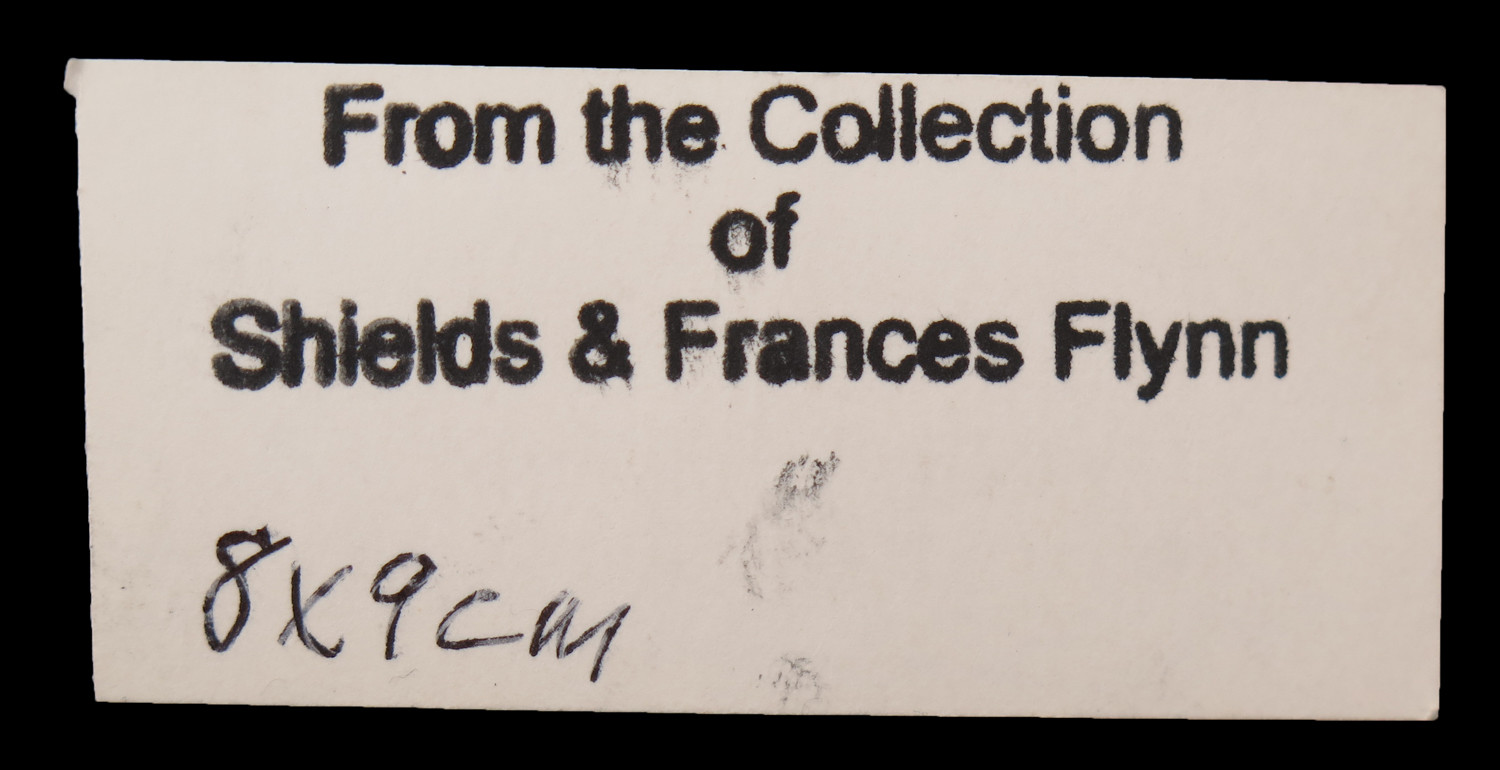 From the Collection
of
Shields & Frances Flynn
8x9cm